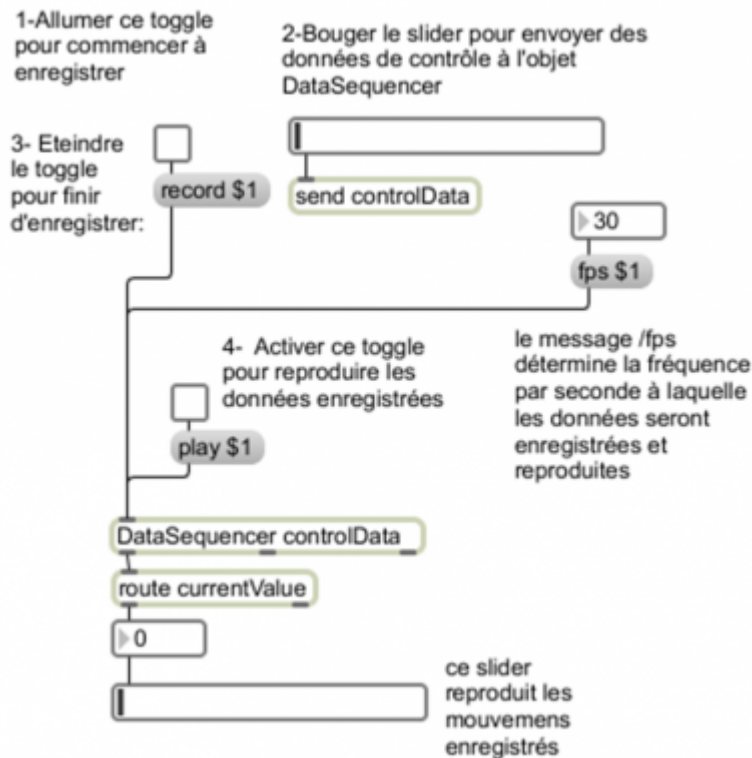 1-Allumer ce toggle
pour commencer à
enregistrer
2-Bouger le slider pour envoyer des
données de contrôle à l'objet
DataSequencer
3- Eteindre
le toggle
pour finir
d'enregistrer:
record $1
send controlData
30
fps $1
4- Activer ce toggle
pour reproduire les
données enregistrées
play $1
le message /fps
détermine la fréquence
par seconde à laquelle
les données seront
enregistrées et
reproduites
DataSequencer controlData
route currentValue
0
ce slider
reproduit les
mouvemens
enregistrés